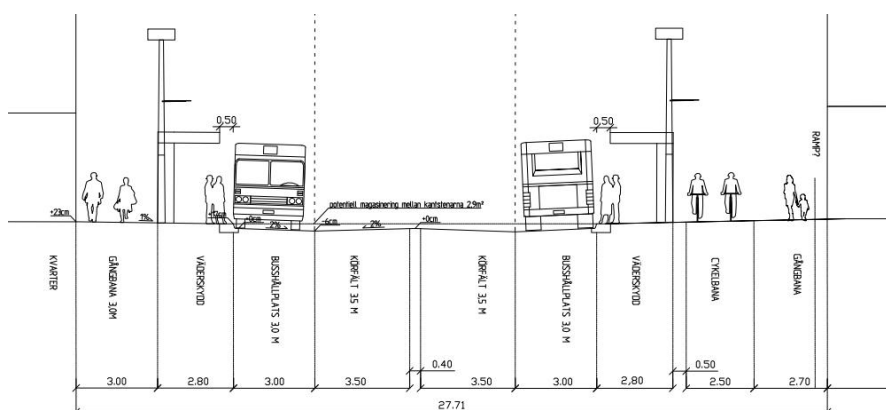 0,50
0,50
RAMP?
potentiell magasinering mellan kantstenarna 2,9m²
+23cm
1%
+12cm
+0cm
2%
-6cm
2%
+0cm
KVARTER
GÅNGBANA 3,0M
VÄDERSKYDD
BUSSHÅLLPLATS 3,0 M
KÖRFÄLT 3,5 M
KÖRFÄLT 3,5 M
BUSSHÅLLPLATS 3,0 M
VÄDERSKYDD
CYKELBANA
GÅNGBANA
0.40
0.50
3.00
2.80
3.00
3.50
3.50
3.00
2,80
2.50
2.70
27.71